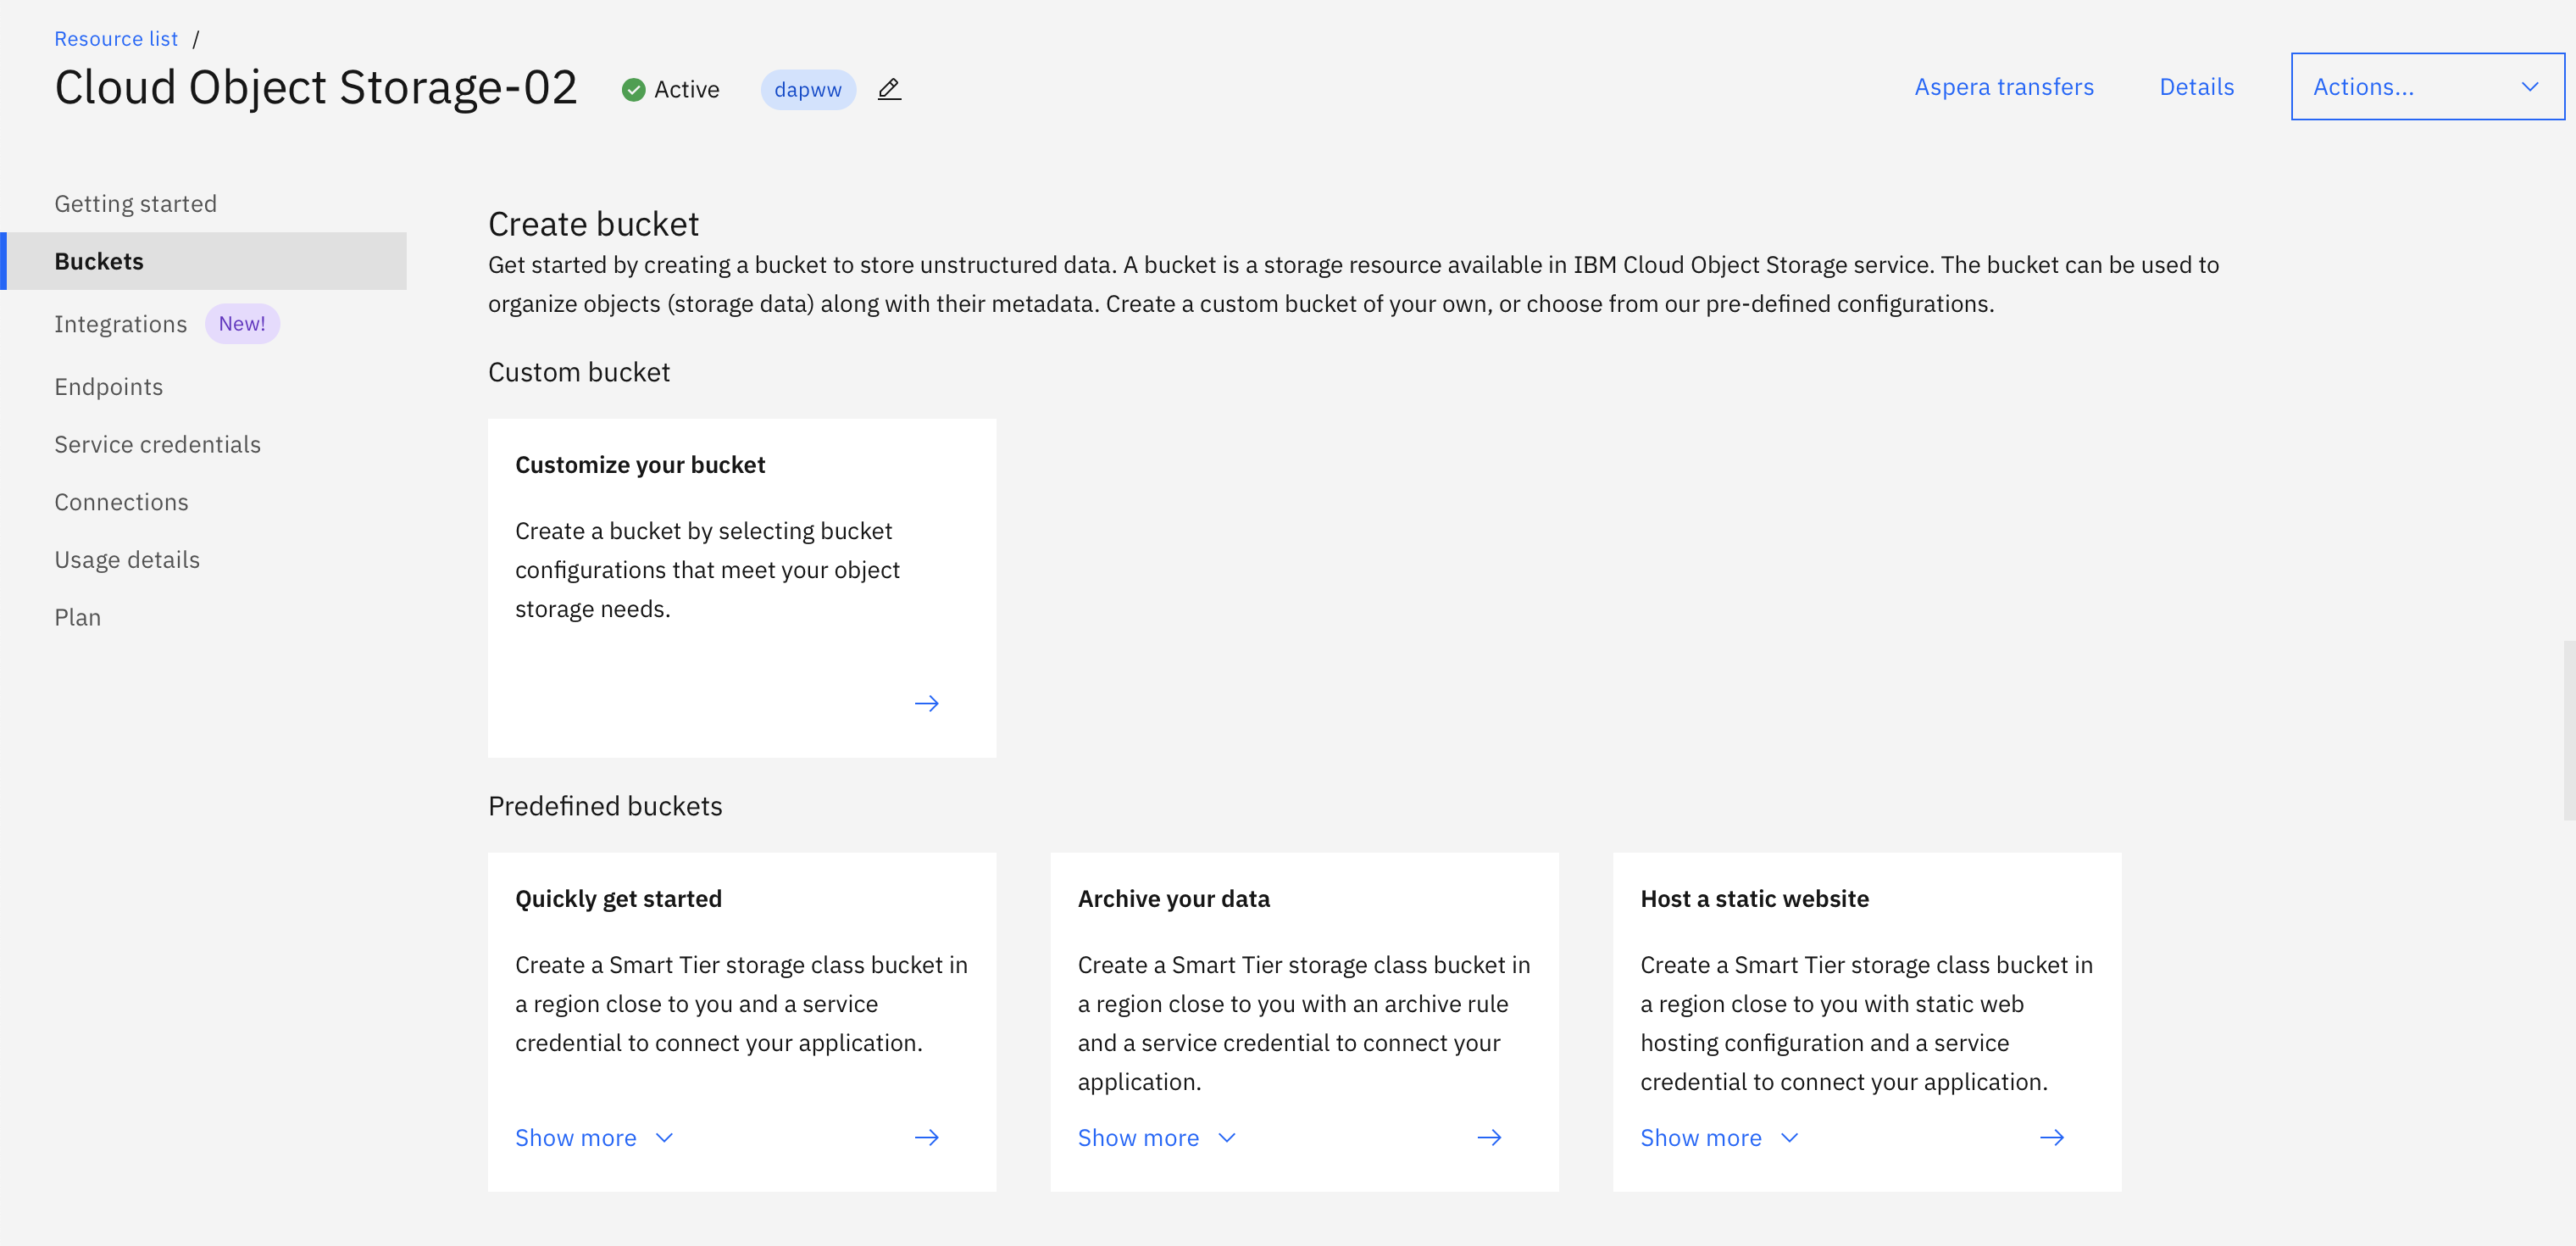 Resource list /
Cloud Object Storage-02
Active
dapww
Aspera transfers
Details
Actions...
Getting started
Buckets
Integrations New!
Endpoints
Service credentials
Connections
Usage details
Plan
Create bucket
Get started by creating a bucket to store unstructured data. A bucket is a storage resource available in IBM Cloud Object Storage service. The bucket can be used to
organize objects (storage data) along with their metadata. Create a custom bucket of your own, or choose from our pre-defined configurations.
Custom bucket
Customize your bucket
Create a bucket by selecting bucket
configurations that meet your object
storage needs.
Predefined buckets
Quickly get started
Create a Smart Tier storage class bucket in
a region close to you and a service
credential to connect your application.
Show more
Archive your data
Create a Smart Tier storage class bucket in
a region close to you with an archive rule
and a service credential to connect your
application.
Show more
Host a static website
Create a Smart Tier storage class bucket in
a region close to you with static web
hosting configuration and a service
credential to connect your application.
Show more